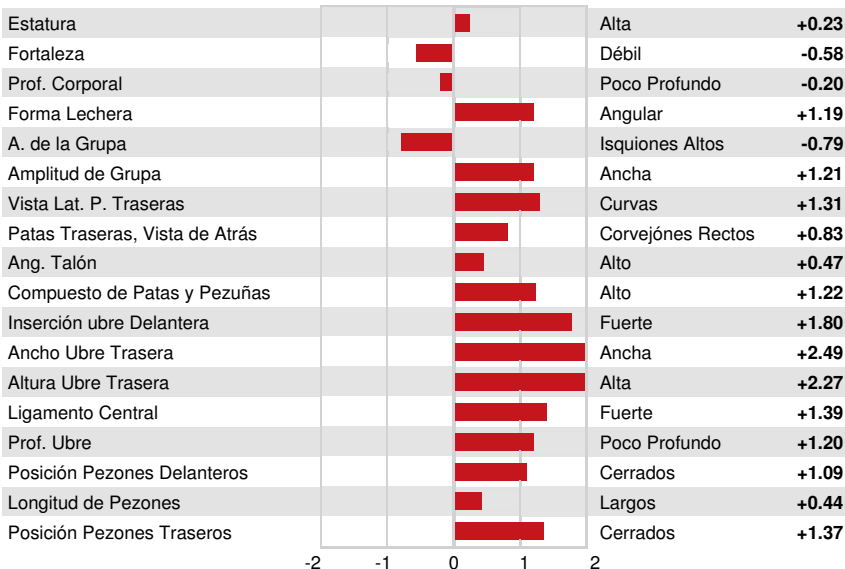 Estatura Alta +0.23
Fortaleza Débil -0.58
Prof. Corporal Poco Profundo -0.20
Forma Lechera Angular +1.19
A. de la Grupa Isquiones Altos -0.79
Amplitud de Grupa Ancha +1.21
Vista Lat. P. Traseras Curvas +1.31
Patas Traseras, Vista de Atrás Corvejónes Rectos +0.83
Ang. Talón Alto +0.47
Compuesto de Patas y Pezuñas Alto +1.22
Inserción ubre Delantera Fuerte +1.80
Ancho Ubre Trasera Ancha +2.49
Altura Ubre Trasera Alta +2.27
Ligamento Central Fuerte +1.39
Prof. Ubre Poco Profundo +1.20
Posición Pezones Delanteros Cerrados +1.09
Longitud de Pezones Largos +0.44
Posición Pezones Traseros Cerrados +1.37
-2 -1 0 1 2